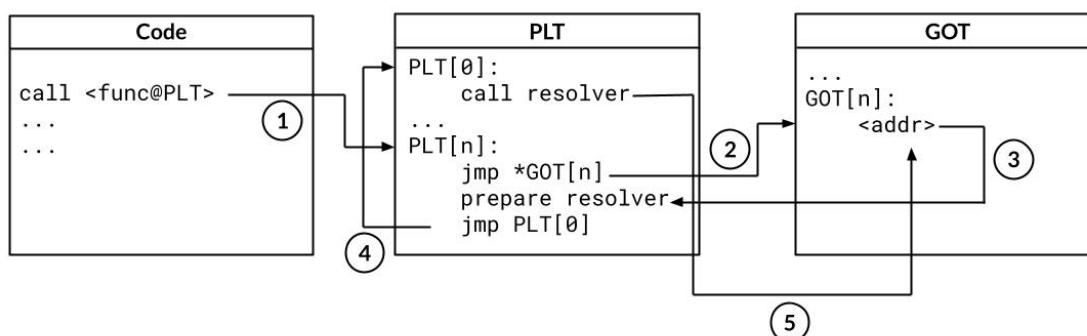 Code
call <func@PLT>
...
...
1
PLT
PLT[0]:
call resolver
...
PLT[n]:
jmp *GOT[n]
prepare resolver
jmp PLT[0]
2
4
GOT
...
GOT[n]:
<addr>
3
5